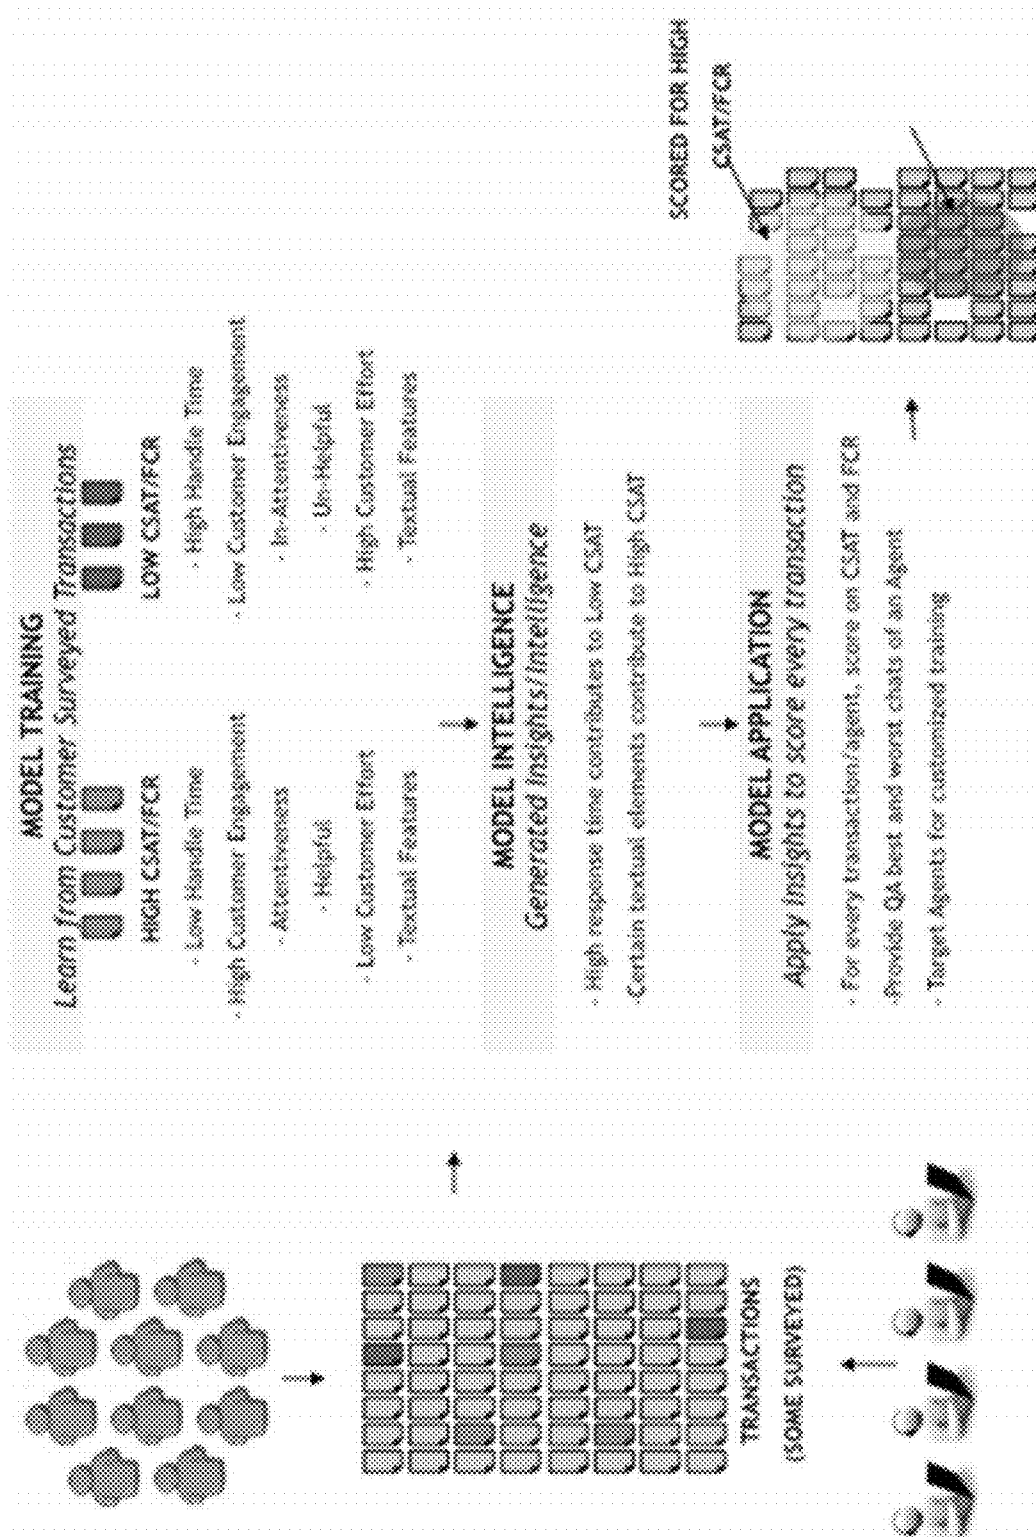 MODEL TRAINING
Learn from Customer Surveyed Transactions
HIGH CSAT/FCR
- Low Handle Time
- High Customer Engagement
- Attentiveness
- Helpful
- Low Customer Effort
- Textual Features
LOW CSAT/FCR
- High Handle Time
- Low Customer Engagement
- In-Attentiveness
- Un-Helpful
- High Customer Effort
- Textual Features
MODEL INTELLIGENCE
Generated Insights/Intelligence
- High response time contributes to Low CSAT
-Certain textual elements contribute to High CSAT
MODEL APPLICATION
Apply insights to score every transaction
- For every transaction/agent, score on CSAT and FCR
-Provide QA best and worst chats of an Agent
- Target Agents for customized training
TRANSACTIONS
(SOME SURVEYED)
SCORED FOR HIGH
CSAT/FCR